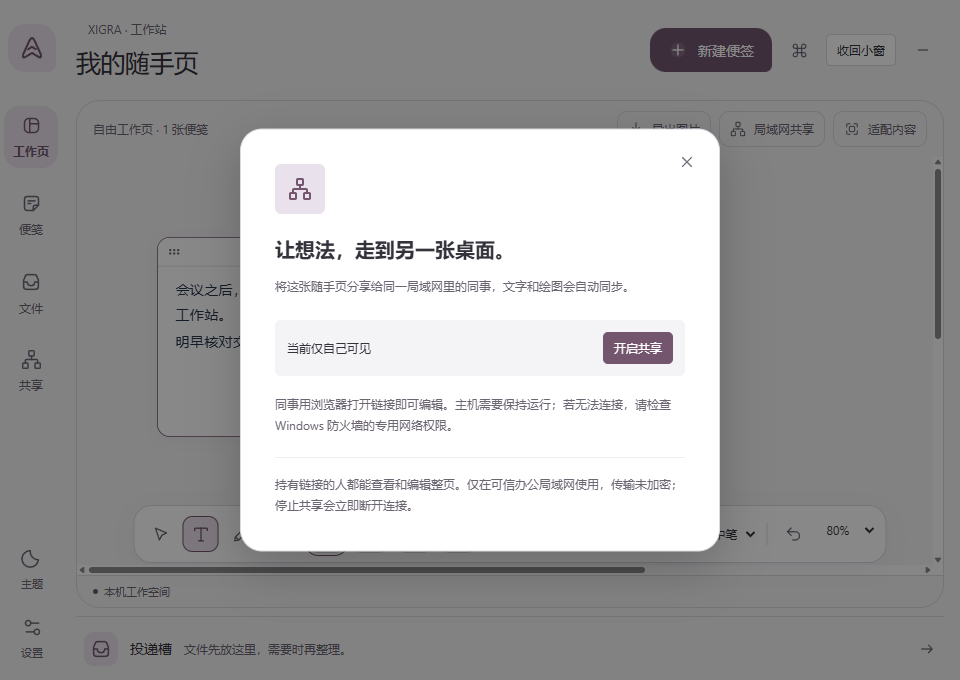 XIGRA · 工作站
我的随手页
新建便签
收回小窗
工作页
便笺
文件
共享
主题
设置
自由工作页 · 1 张便笺
导出图片
局域网共享
适配内容
会议之后，
工作站。
明早核对
让想法，走到另一张桌面。
将这张随手页分享给同一局域网里的同事，文字和绘图会自动同步。
当前仅自己可见
开启共享
同事用浏览器打开链接即可编辑。主机需要保持运行；若无法连接，请检查
Windows 防火墙的专用网络权限。
持有链接的人都能查看和编辑整页。仅在可信办公局域网使用，传输未加密；
停止共享会立即断开连接。
T
笔
80%
本机工作空间
投递槽
文件先放这里，需要时再整理。